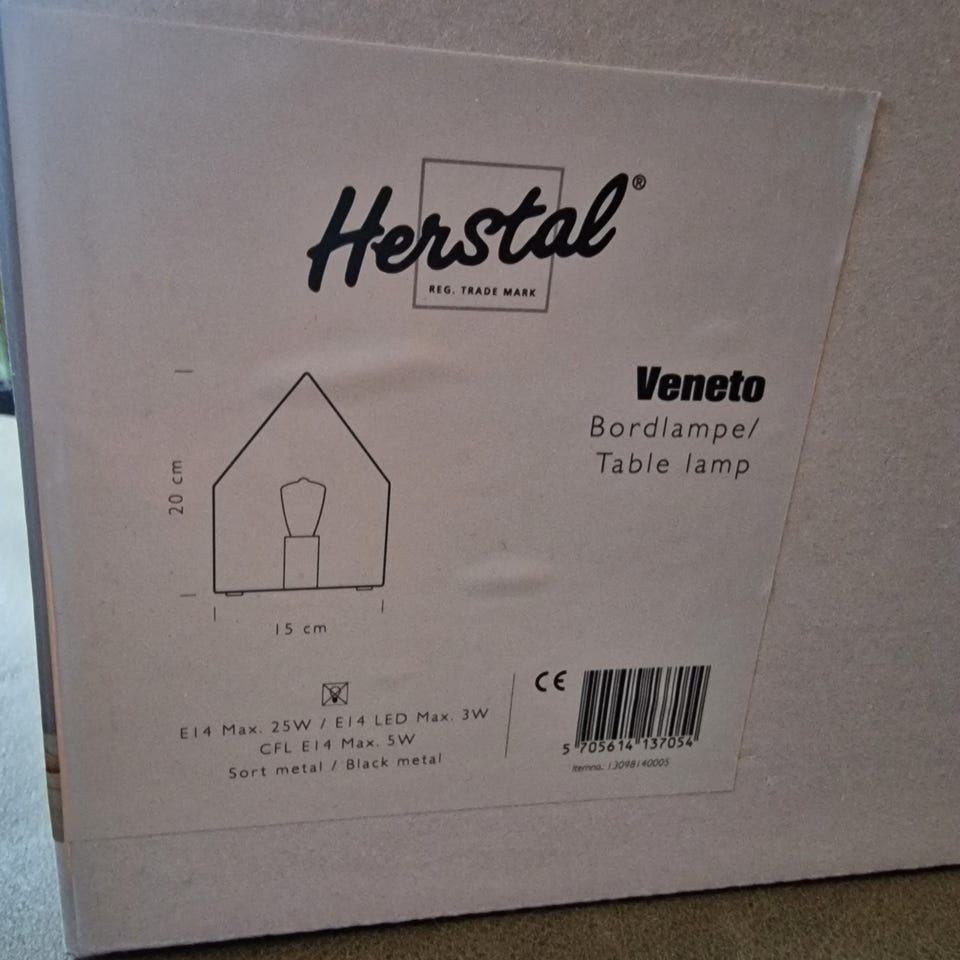 Herstal®
REG. TRADE MARK
Veneto
Bordlampe/
Table lamp
20 cm
15 cm
E14 Max. 25W / E14 LED Max. 3W
CFL E14 Max. 5W
Sort metal / Black metal
CE
5 705614 137054
Itemno.: 13098140005